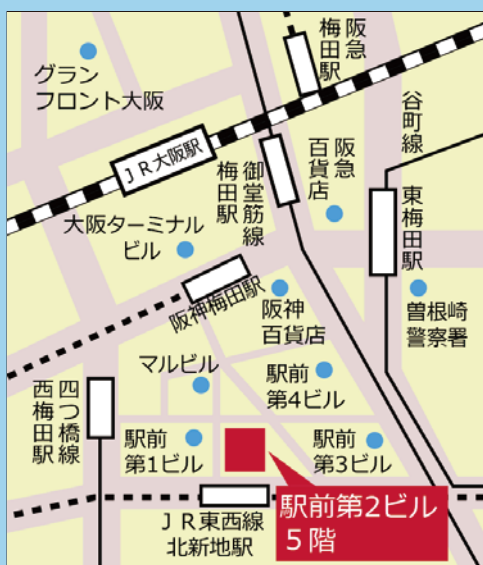 阪急
梅田駅
グラン
フロント大阪
谷町線
JR大阪駅
御堂筋線
梅田駅
阪急
百貨店
東梅田駅
大阪ターミナル
ビル
阪神梅田駅
阪神
百貨店
曽根崎
警察署
マルビル
駅前
第4ビル
四つ橋線
西梅田駅
駅前
第1ビル
駅前
第3ビル
駅前第2ビル
5階
JR東西線
北新地駅